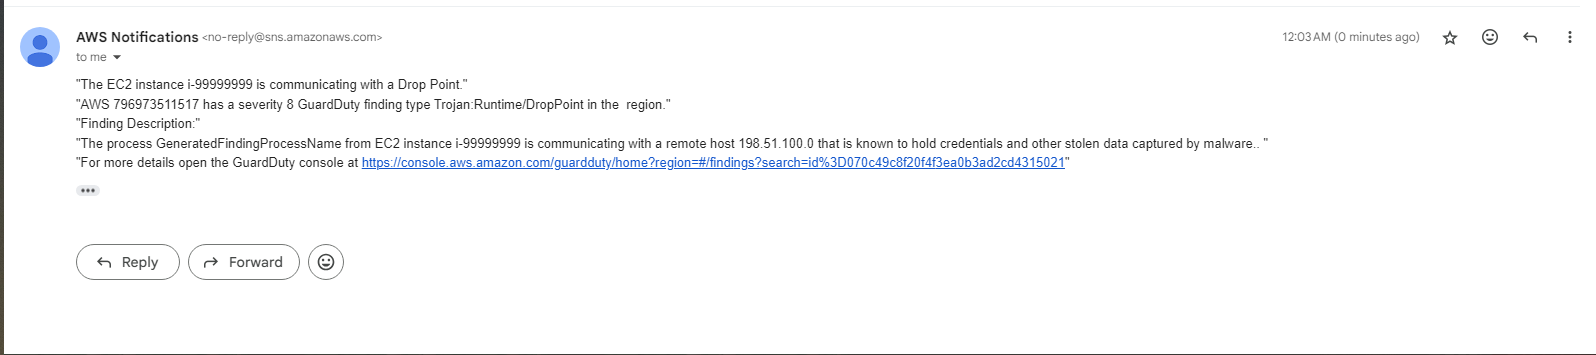 AWS Notifications <no-reply@sns.amazonaws.com> 12:03 AM (0 minutes ago)
to me
"The EC2 instance i-99999999 is communicating with a Drop Point."
"AWS 796973511517 has a severity 8 GuardDuty finding type Trojan:Runtime/DropPoint in the  region."
"Finding Description:"
"The process GeneratedFindingProcessName from EC2 instance i-99999999 is communicating with a remote host 198.51.100.0 that is known to hold credentials and other stolen data captured by malware.. "
"For more details open the GuardDuty console at https://console.aws.amazon.com/guardduty/home?region=#/findings?search=id%3D070c49c8f20f4f3ea0b3ad2cd4315021"
Reply Forward